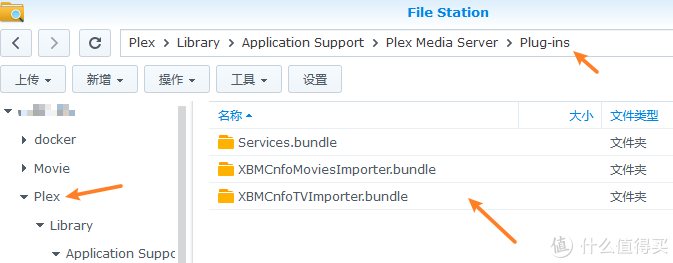 File Station
Plex Library Application Support Plex Media Server Plug-ins
上传 新增 操作 工具 设置
名称 大小 文件类型
docker
Movie
Plex
Library
Application Suppo
Services.bundle 文件夹
XBMCnfoMoviesImporter.bundle 文件夹
XBMCnfoTVImporter.bundle 文件夹
值 什么值得买